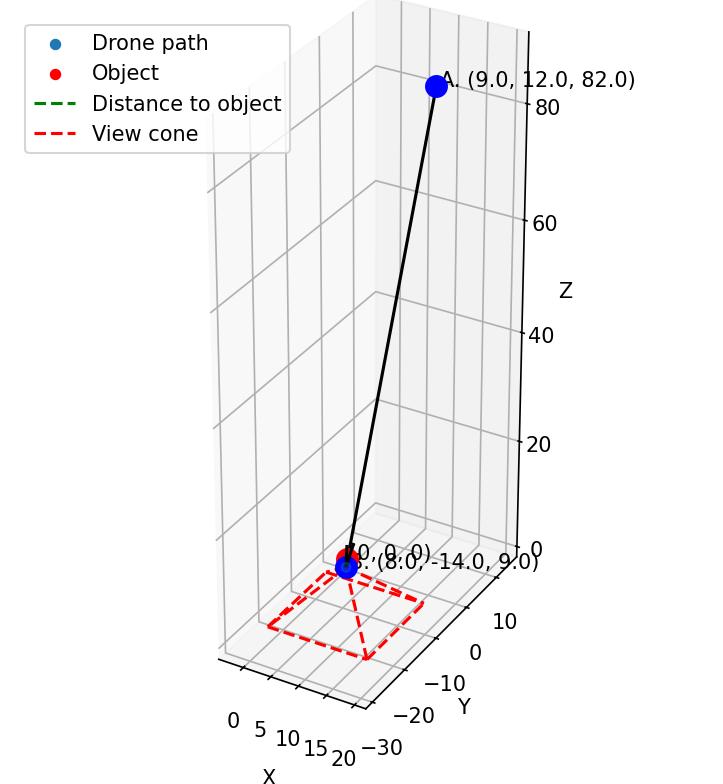 Drone path
Object
Distance to object
View cone
A. (9.0, 12.0, 82.0)
80
60
Z
40
20
0
(0, 0, 0)
B. (8.0, -14.0, 9.0)
10
0
−10
Y
−20
−30
0 5 10 15 20
X